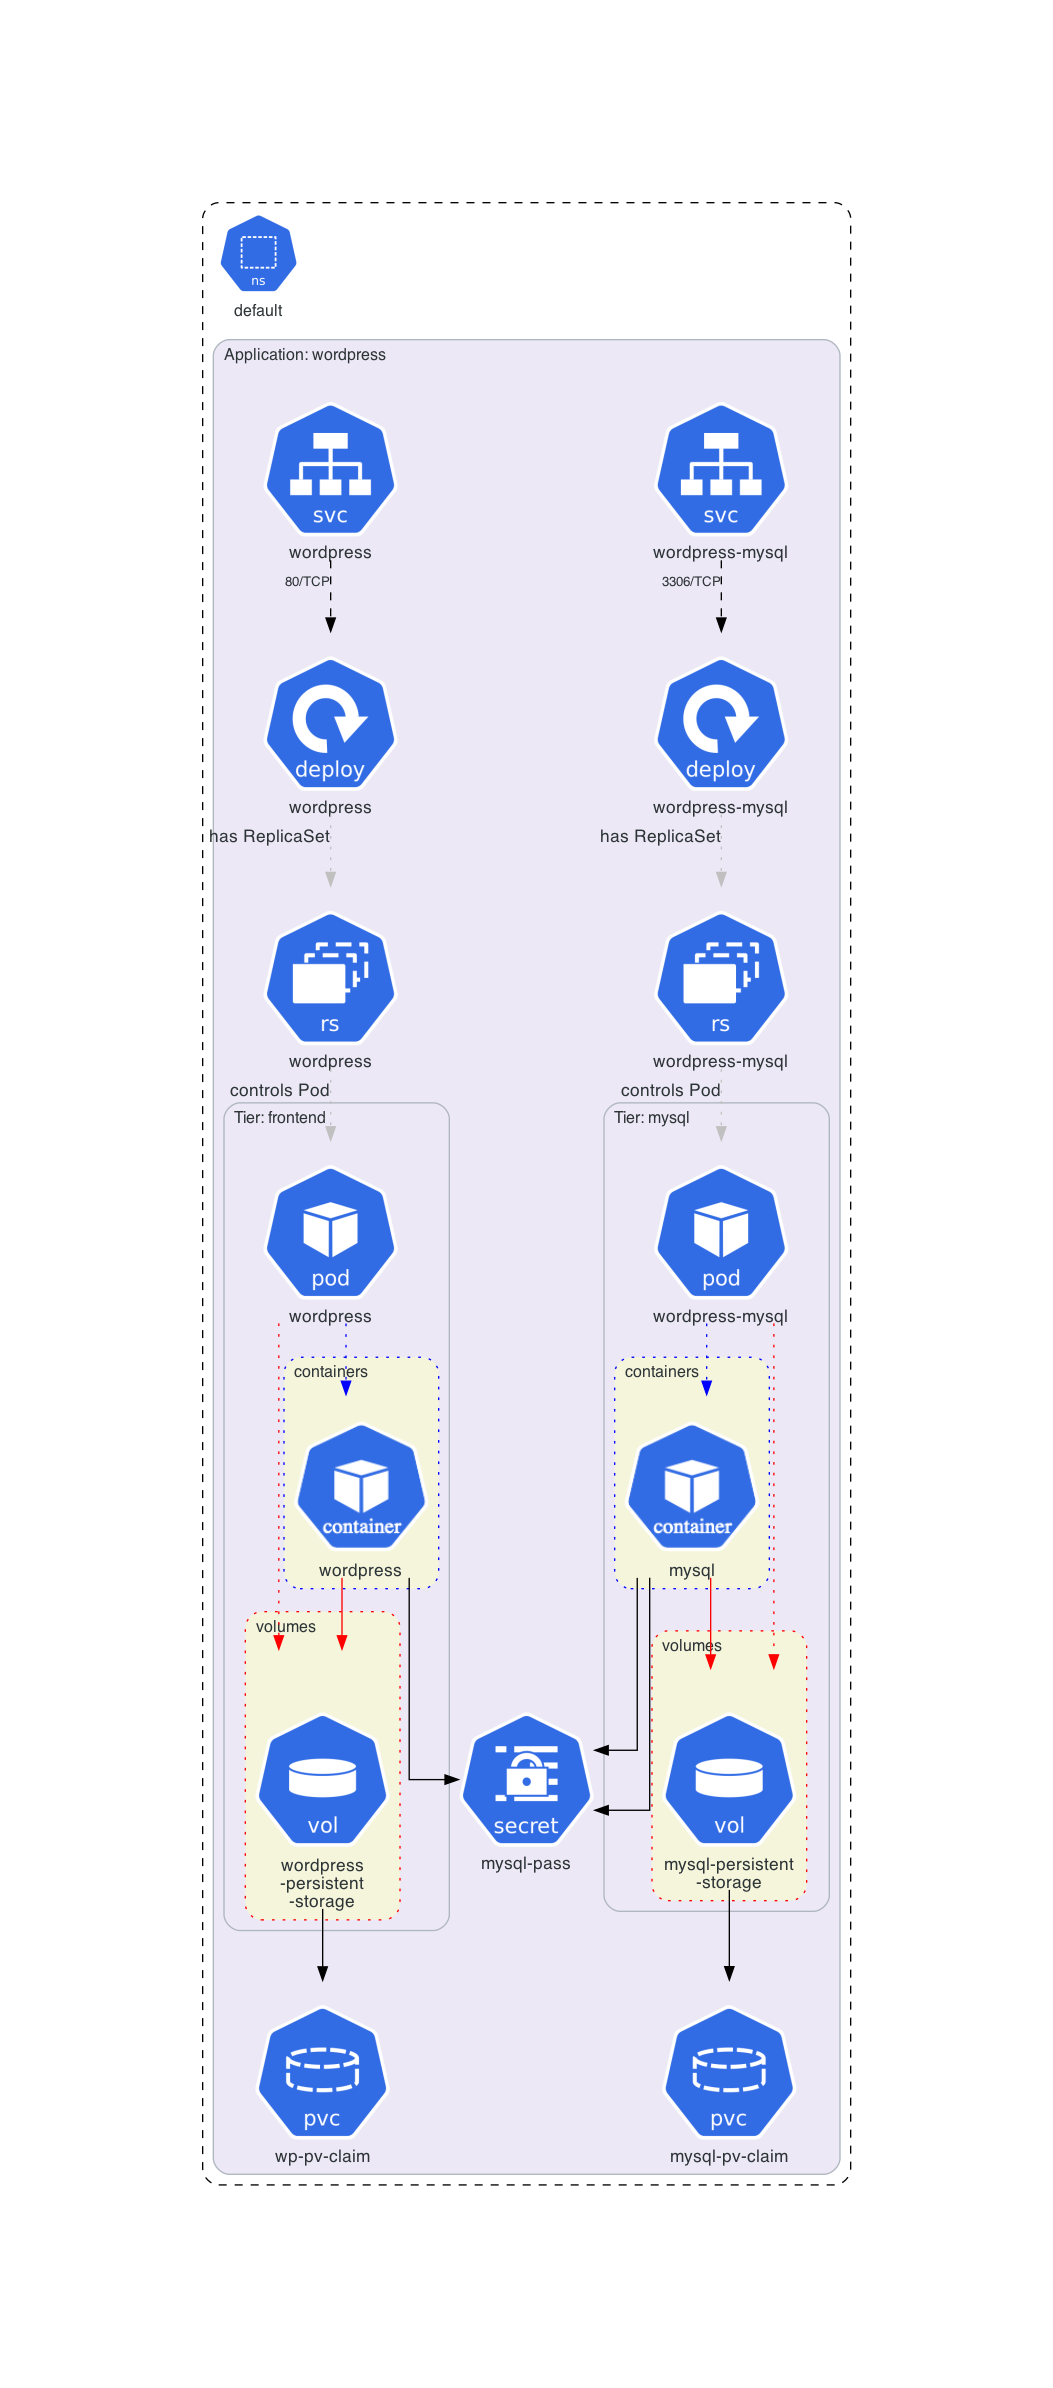 ns
default
Application: wordpress
svc
wordpress
svc
wordpress-mysql
80/TCP
3306/TCP
deploy
wordpress
deploy
wordpress-mysql
has ReplicaSet
has ReplicaSet
rs
wordpress
rs
wordpress-mysql
controls Pod
controls Pod
Tier: frontend
Tier: mysql
pod
wordpress
pod
wordpress-mysql
containers
containers
container
wordpress
container
mysql
volumes
volumes
vol
wordpress
-persistent
-storage
secret
mysql-pass
vol
mysql-persistent
-storage
pvc
wp-pv-claim
pvc
mysql-pv-claim